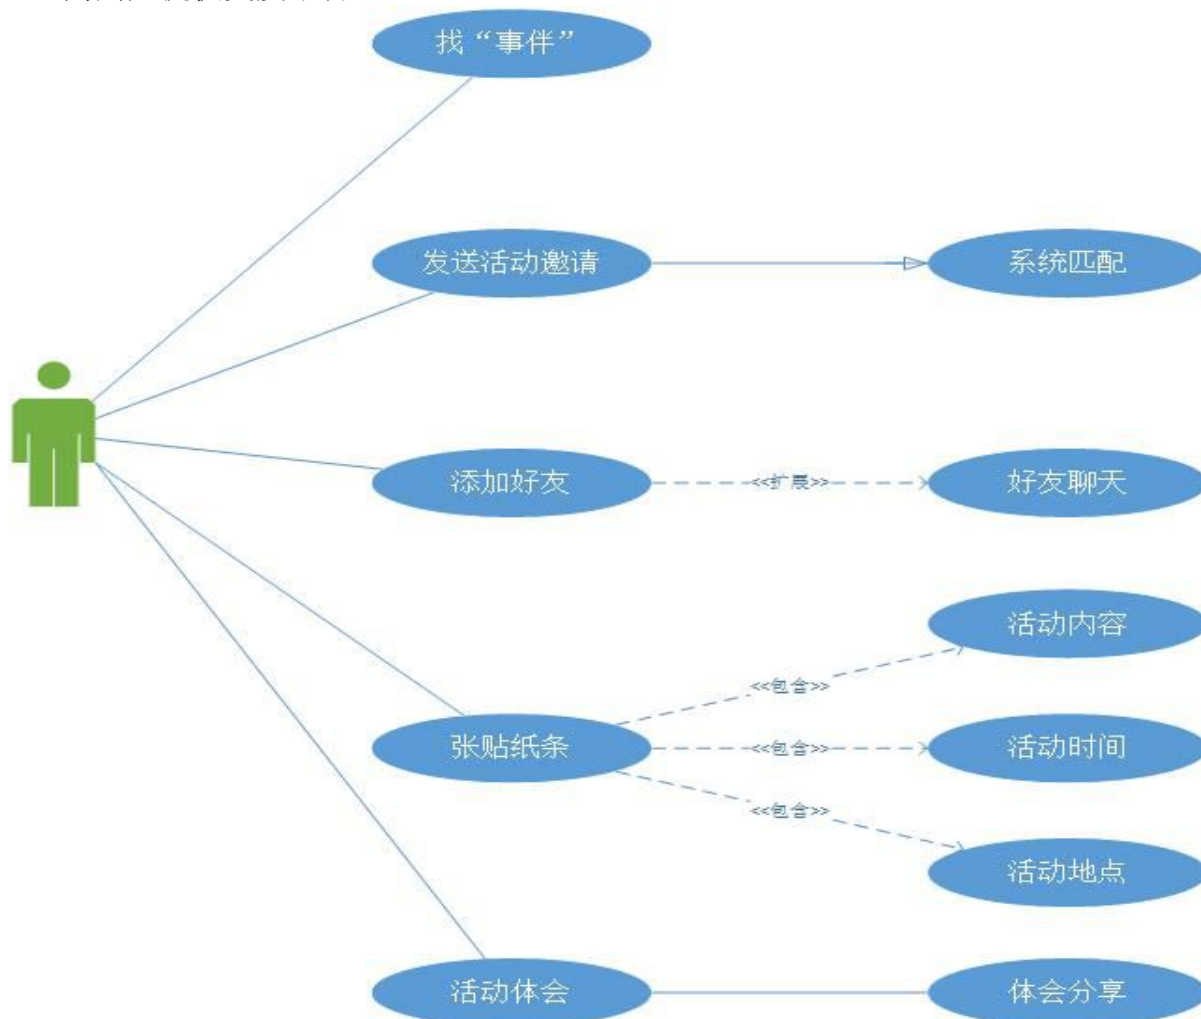 找“事伴”
发送活动邀请
系统匹配
添加好友
<<扩展>>
好友聊天
活动内容
<<包含>>
张贴纸条
<<包含>>
活动时间
<<包含>>
活动地点
活动体会
体会分享